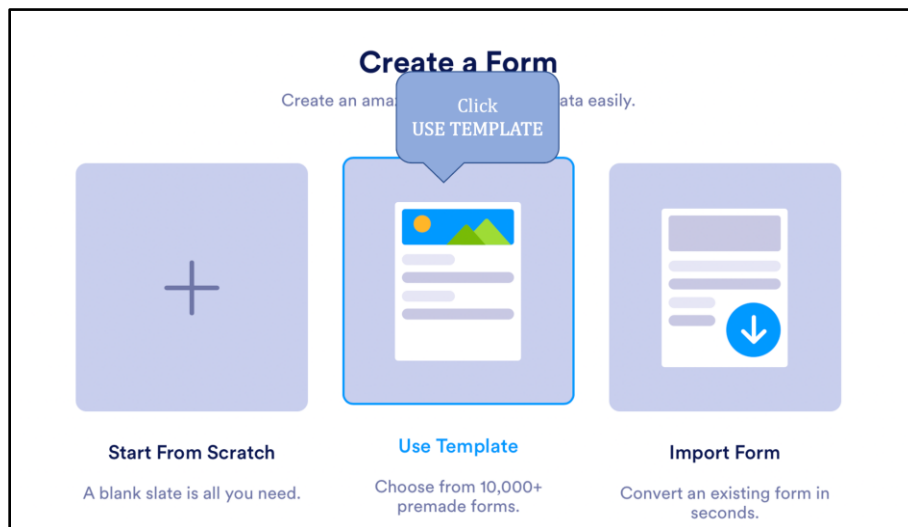 Create a Form
Create an ama ata easily.
Click
USE TEMPLATE
Start From Scratch
A blank slate is all you need.
Use Template
Choose from 10,000+
premade forms.
Import Form
Convert an existing form in
seconds.